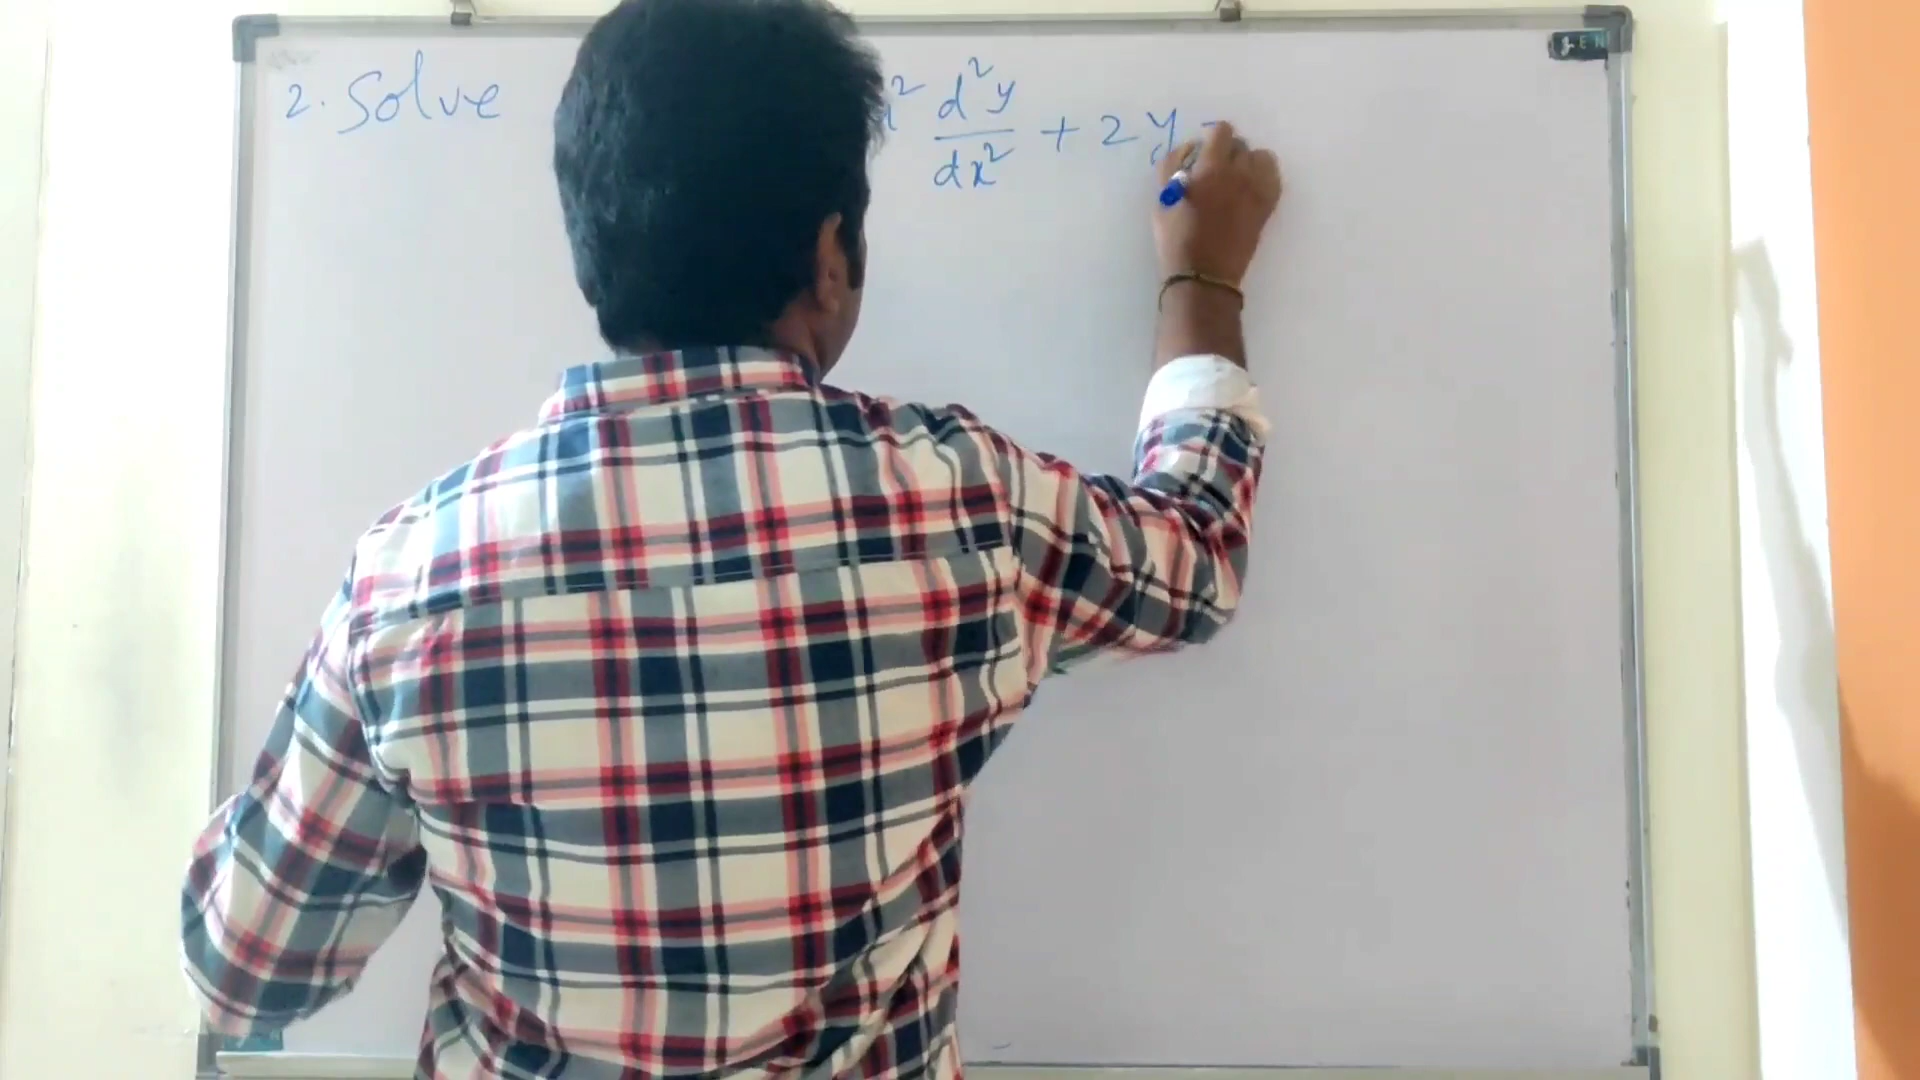 2. Solve x² d²y/dx² + 2y =